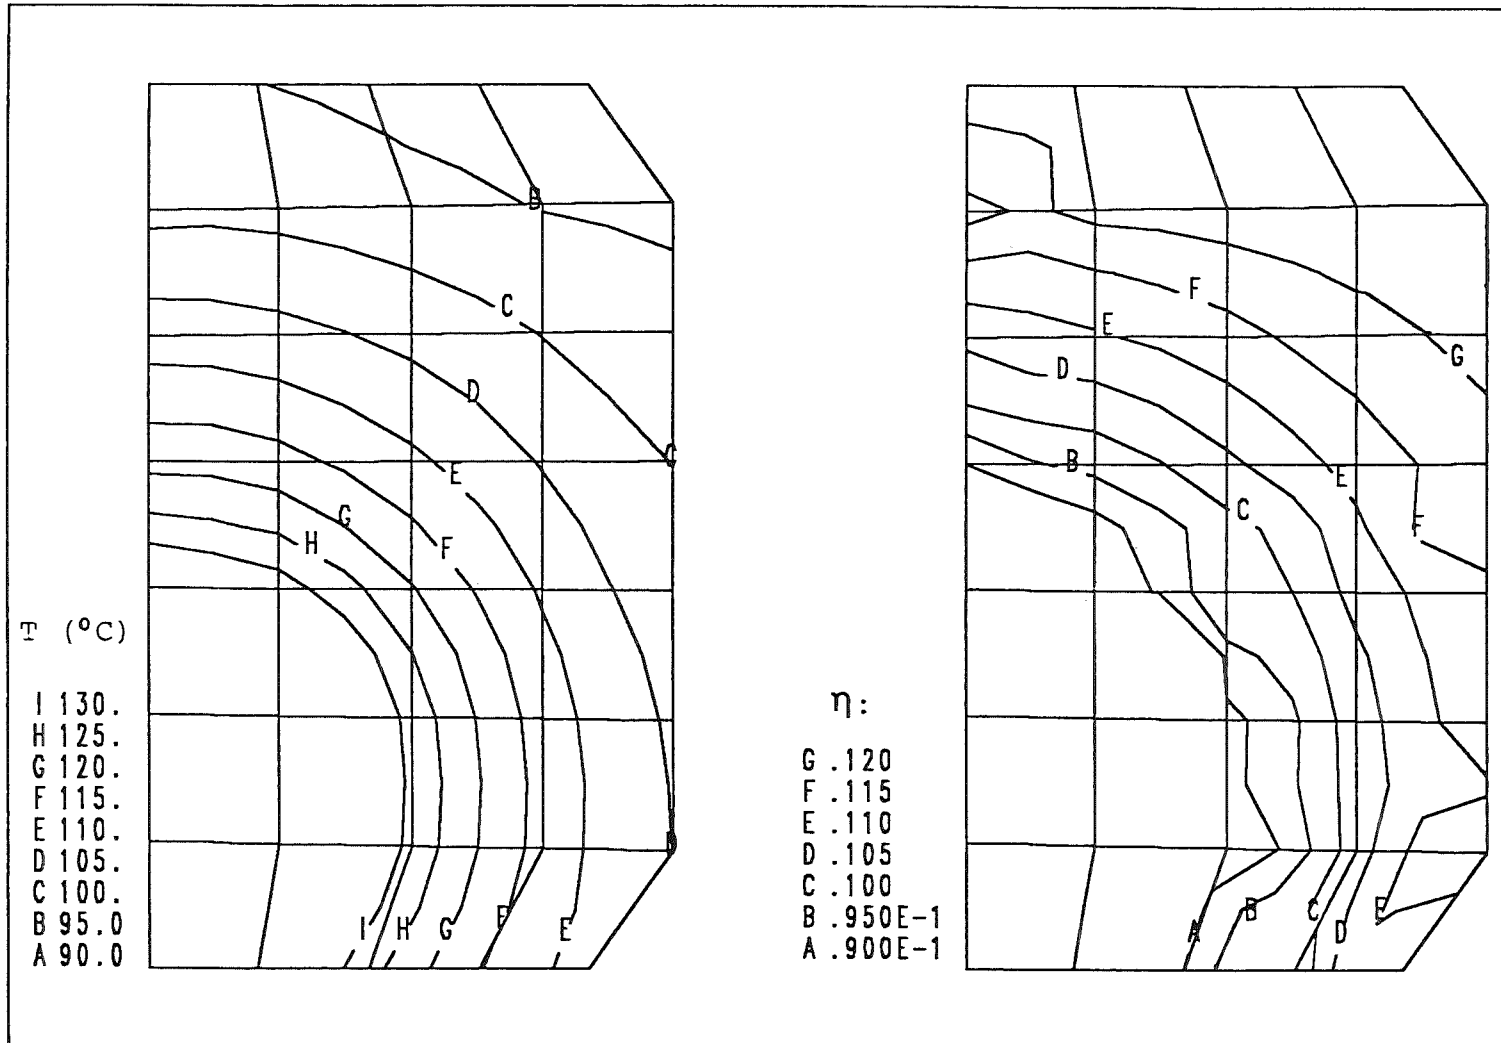 B
C
D
C
E
G
F
H
D
I
H
G
F
E
T (°C)
I 130.
H 125.
G 120.
F 115.
E 110.
D 105.
C 100.
B 95.0
A 90.0
F
E
G
D
B
E
C
F
A
B
C
D
E
η:
G .120
F .115
E .110
D .105
C .100
B .950E-1
A .900E-1